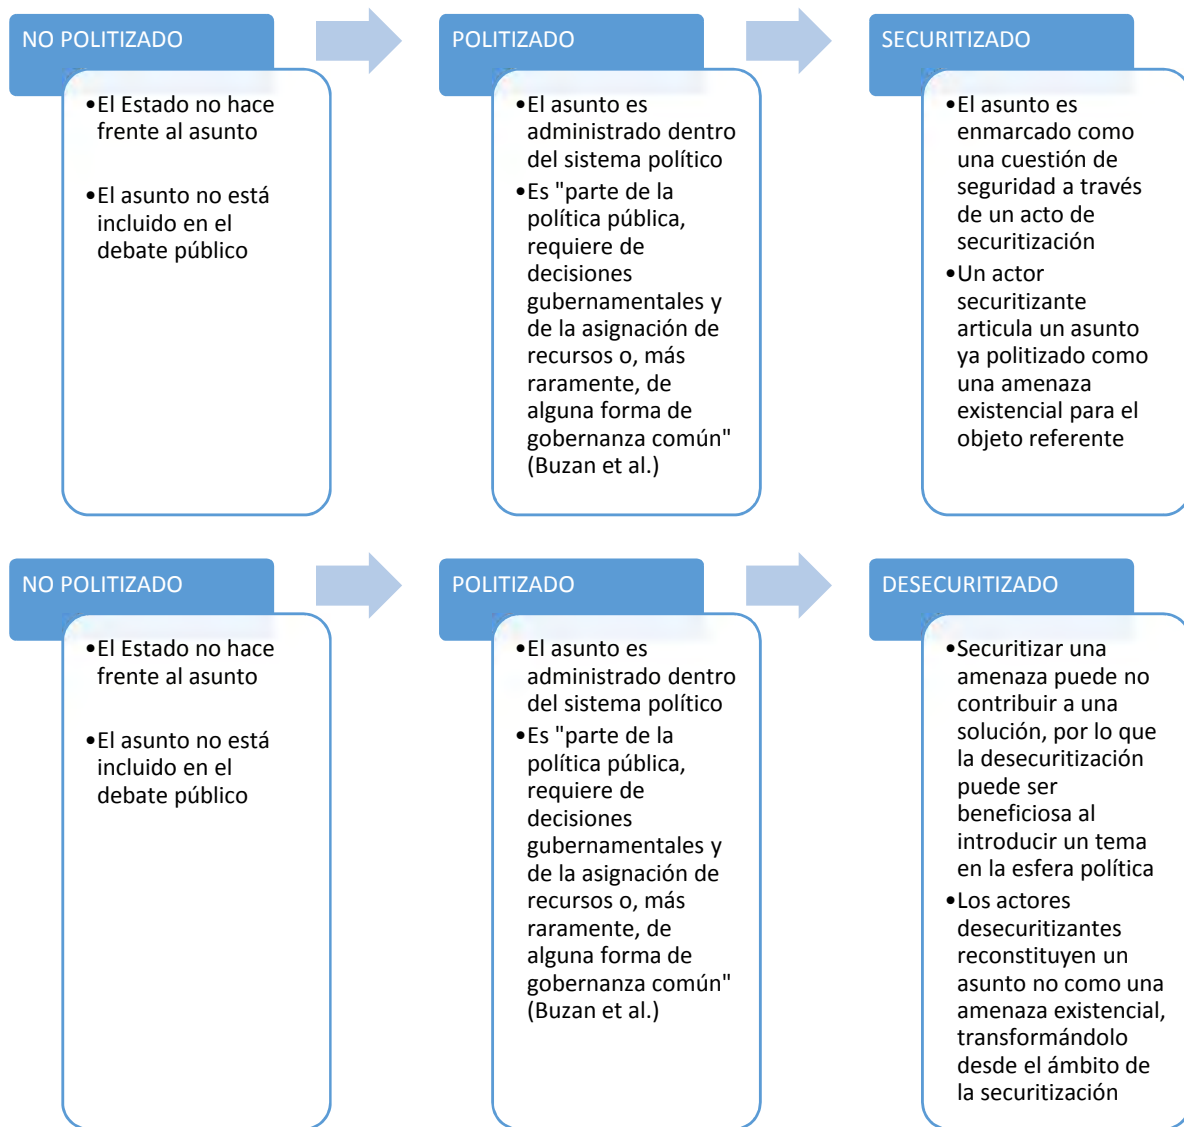 NO POLITIZADO
•El Estado no hace
frente al asunto
•El asunto no está
incluido en el
debate público
POLITIZADO
•El asunto es
administrado dentro
del sistema político
•Es "parte de la
política pública,
requiere de
decisiones
gubernamentales y
de la asignación de
recursos o, más
raramente, de
alguna forma de
gobernanza común"
(Buzan et al.)
SECURITIZADO
•El asunto es
enmarcado como
una cuestión de
seguridad a través
de un acto de
securitización
•Un actor
securitizante
articula un asunto
ya politizado como
una amenaza
existencial para el
objeto referente
NO POLITIZADO
•El Estado no hace
frente al asunto
•El asunto no está
incluido en el
debate público
POLITIZADO
•El asunto es
administrado dentro
del sistema político
•Es "parte de la
política pública,
requiere de
decisiones
gubernamentales y
de la asignación de
recursos o, más
raramente, de
alguna forma de
gobernanza común"
(Buzan et al.)
DESECURITIZADO
•Securitizar una
amenaza puede no
contribuir a una
solución, por lo que
la desecuritización
puede ser
beneficiosa al
introducir un tema
en la esfera política
•Los actores
desecuritizantes
reconstituyen un
asunto no como una
amenaza existencial,
transformándolo
desde el ámbito de
la securitización